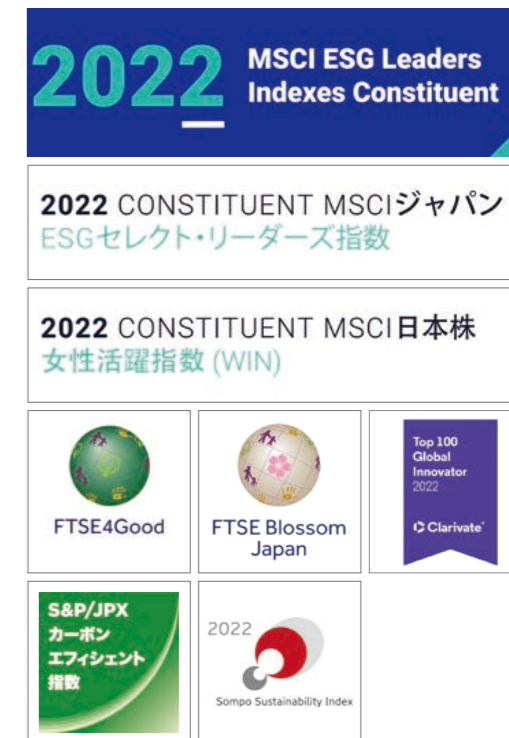 2022 MSCI ESG Leaders
Indexes Constituent
2022 CONSTITUENT MSCIジャパン
ESGセレクト・リーダーズ指数
2022 CONSTITUENT MSCI日本株
女性活躍指数 (WIN)
FTSE4Good
FTSE Blossom
Japan
Top 100
Global
Innovator
2022
Clarivate™
S&P/JPX
カーボン
エフィシェント
指数
2022
Sompo Sustainability Index